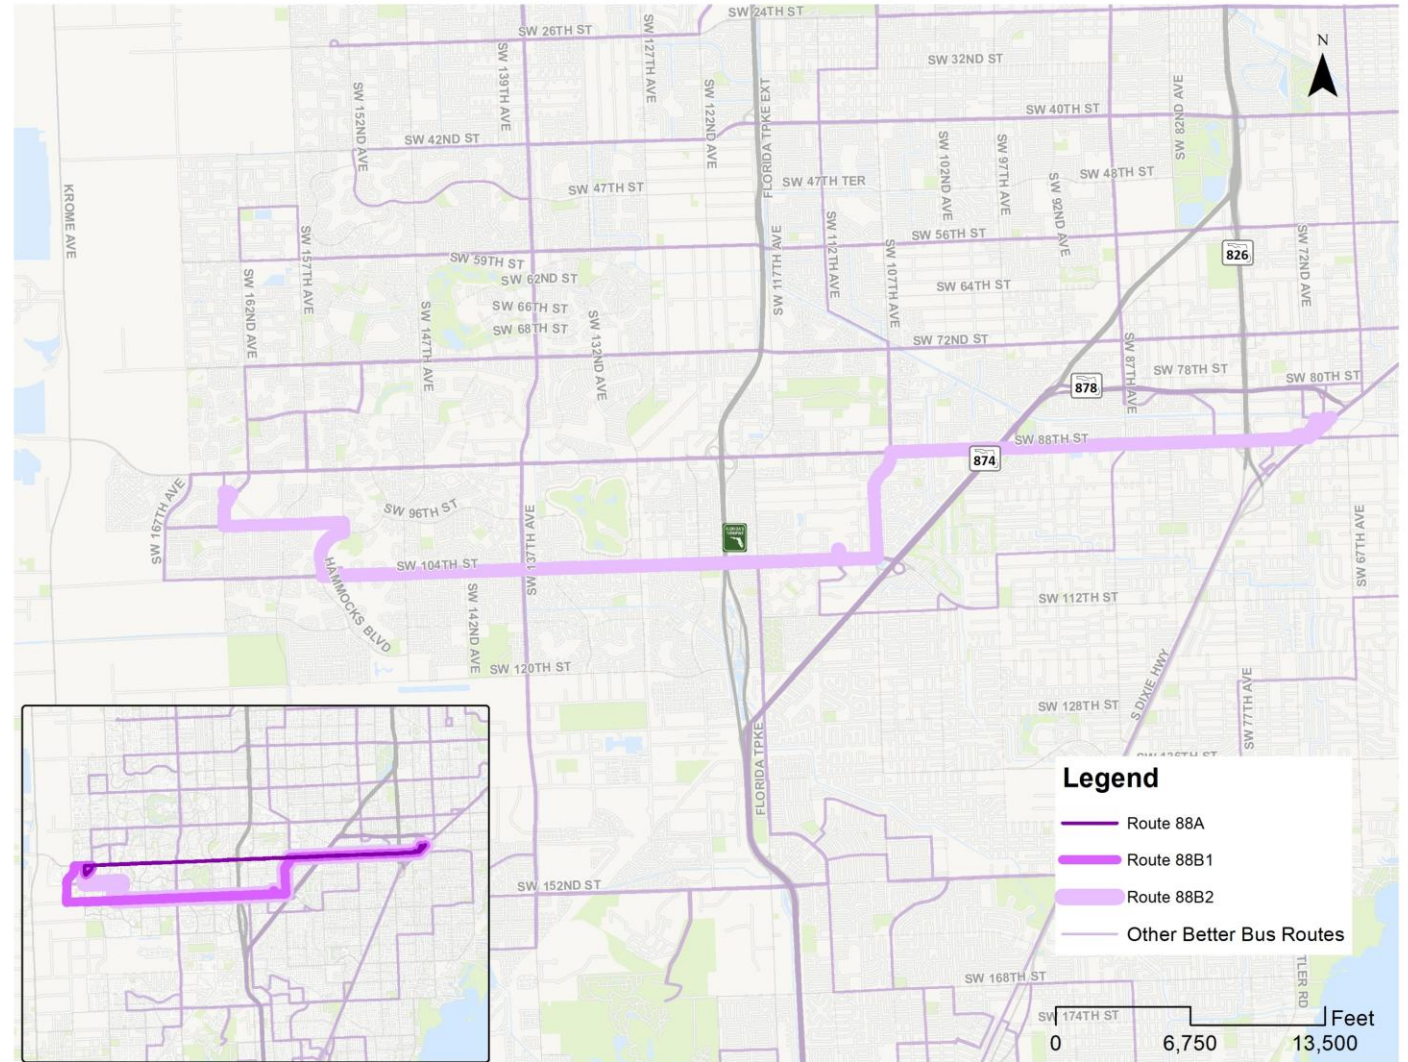 SW 24TH ST
SW 26TH ST
SW 127TH AVE
SW 139TH AVE
N
SW 32ND ST
FLORIDA TPKE EXT
SW 152ND AVE
SW 122ND AVE
SW 82ND AVE
SW 40TH ST
SW 42ND ST
SW 102ND AVE
SW 97TH AVE
SW 47TH ST
SW 47TH TER
SW 48TH ST
SW 92ND AVE
KROME AVE
SW 157TH AVE
SW 117TH AVE
SW 112TH AVE
SW 107TH AVE
SW 56TH ST
SW 72ND AVE
826
SW 59TH ST
SW 62ND ST
SW 162ND AVE
SW 64TH ST
SW 147TH AVE
SW 66TH ST
SW 68TH ST
SW 132ND AVE
SW 72ND ST
SW 87TH AVE
SW 78TH ST
SW 80TH ST
878
SW 88TH ST
874
SW 167TH AVE
SW 96TH ST
SW 137TH AVE
SW 67TH AVE
SW 104TH ST
HAMMOCKS BLVD
SW 142ND AVE
SW 112TH ST
SW 120TH ST
S DIXIE HWY
SW 77TH AVE
SW 128TH ST
FLORIDA TPKE
SW 136TH ST
Legend
Route 88A
Route 88B1
Route 88B2
Other Better Bus Routes
SW 152ND ST
SW 168TH ST
TLER RD
SW 174TH ST
Feet
0 6,750 13,500